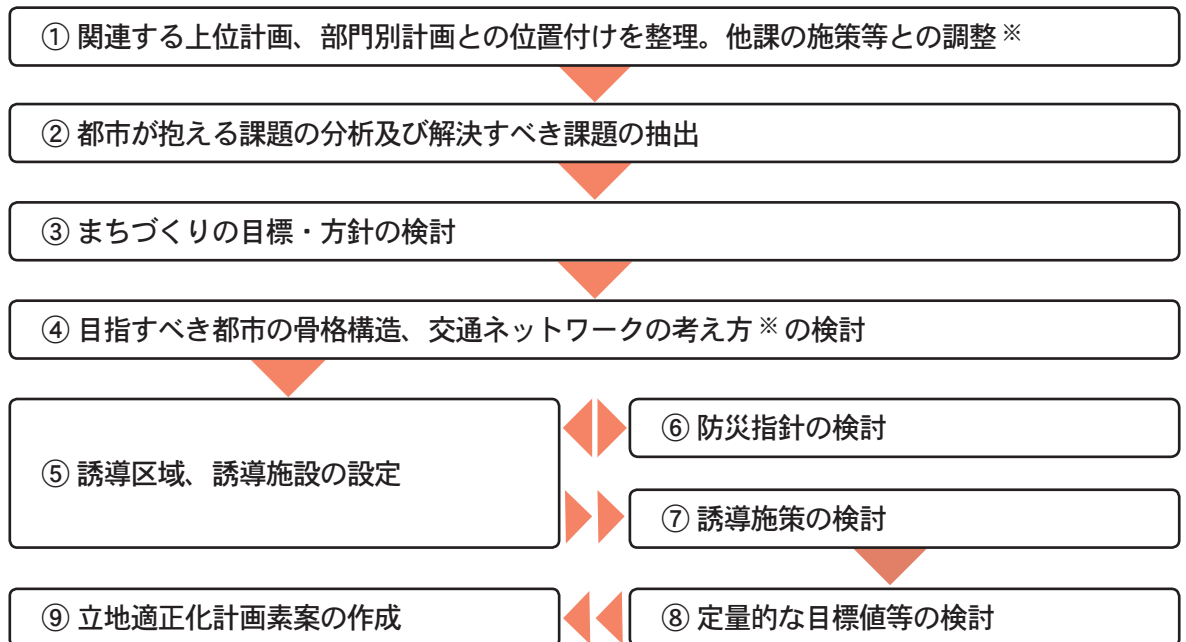 ① 関連する上位計画、部門別計画との位置付けを整理。他課の施策等との調整 ※
② 都市が抱える課題の分析及び解決すべき課題の抽出
③ まちづくりの目標・方針の検討
④ 目指すべき都市の骨格構造、交通ネットワークの考え方 ※ の検討
⑤ 誘導区域、誘導施設の設定
⑥ 防災指針の検討
⑦ 誘導施策の検討
⑧ 定量的な目標値等の検討
⑨ 立地適正化計画素案の作成